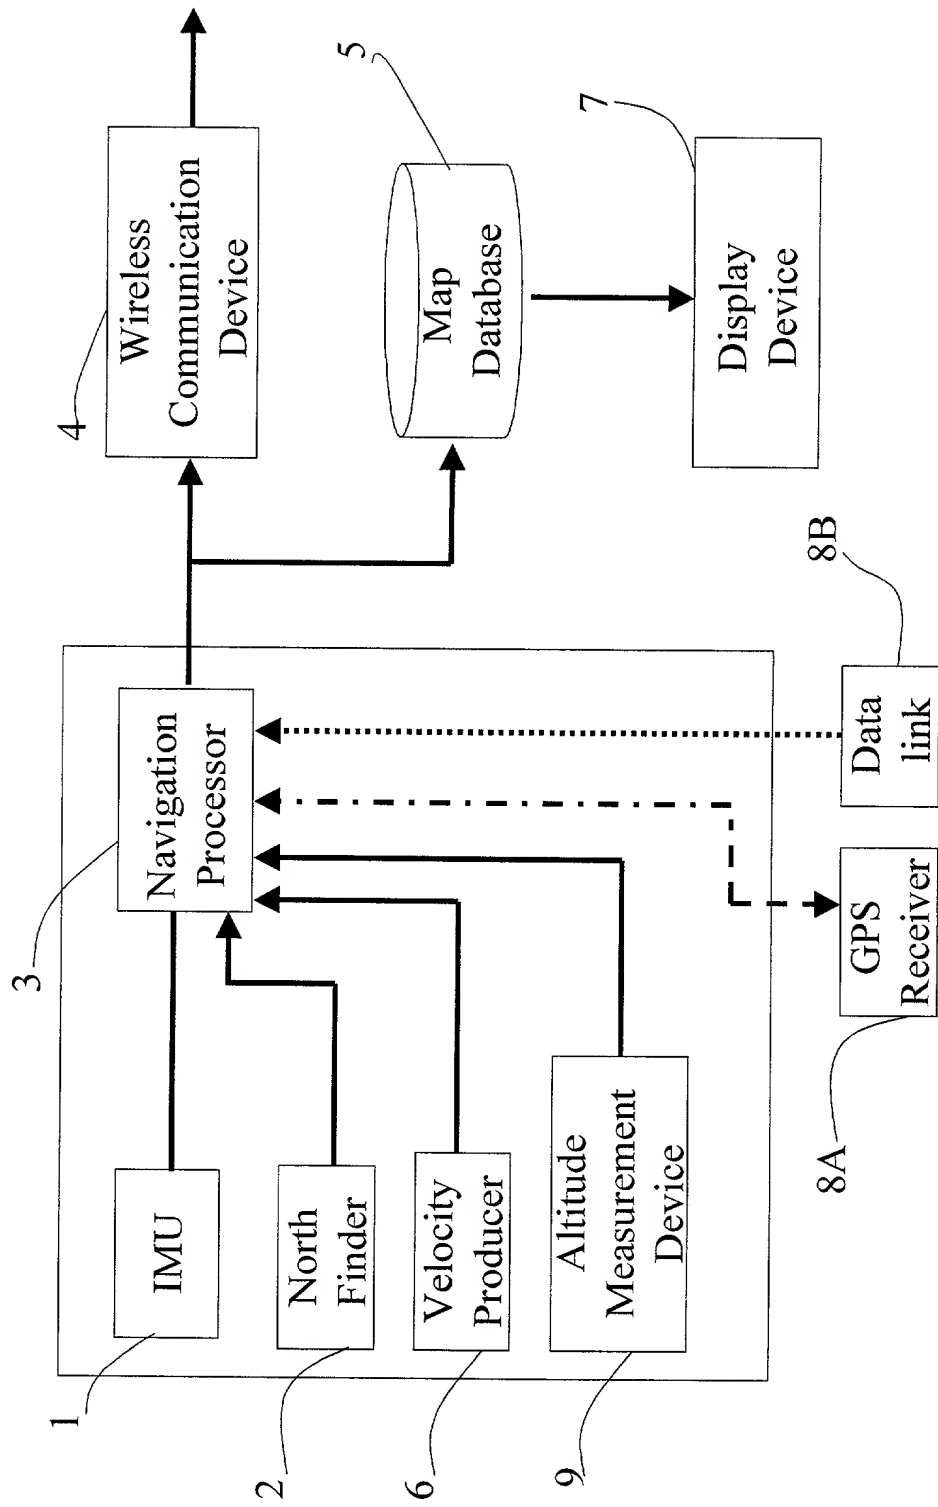 1
IMU
2
North
Finder
6
Velocity
Producer
9
Altitude
Measurement
Device
3
Navigation
Processor
8A
GPS
Receiver
8B
Data
link
4
Wireless
Communication
Device
5
Map
Database
7
Display
Device